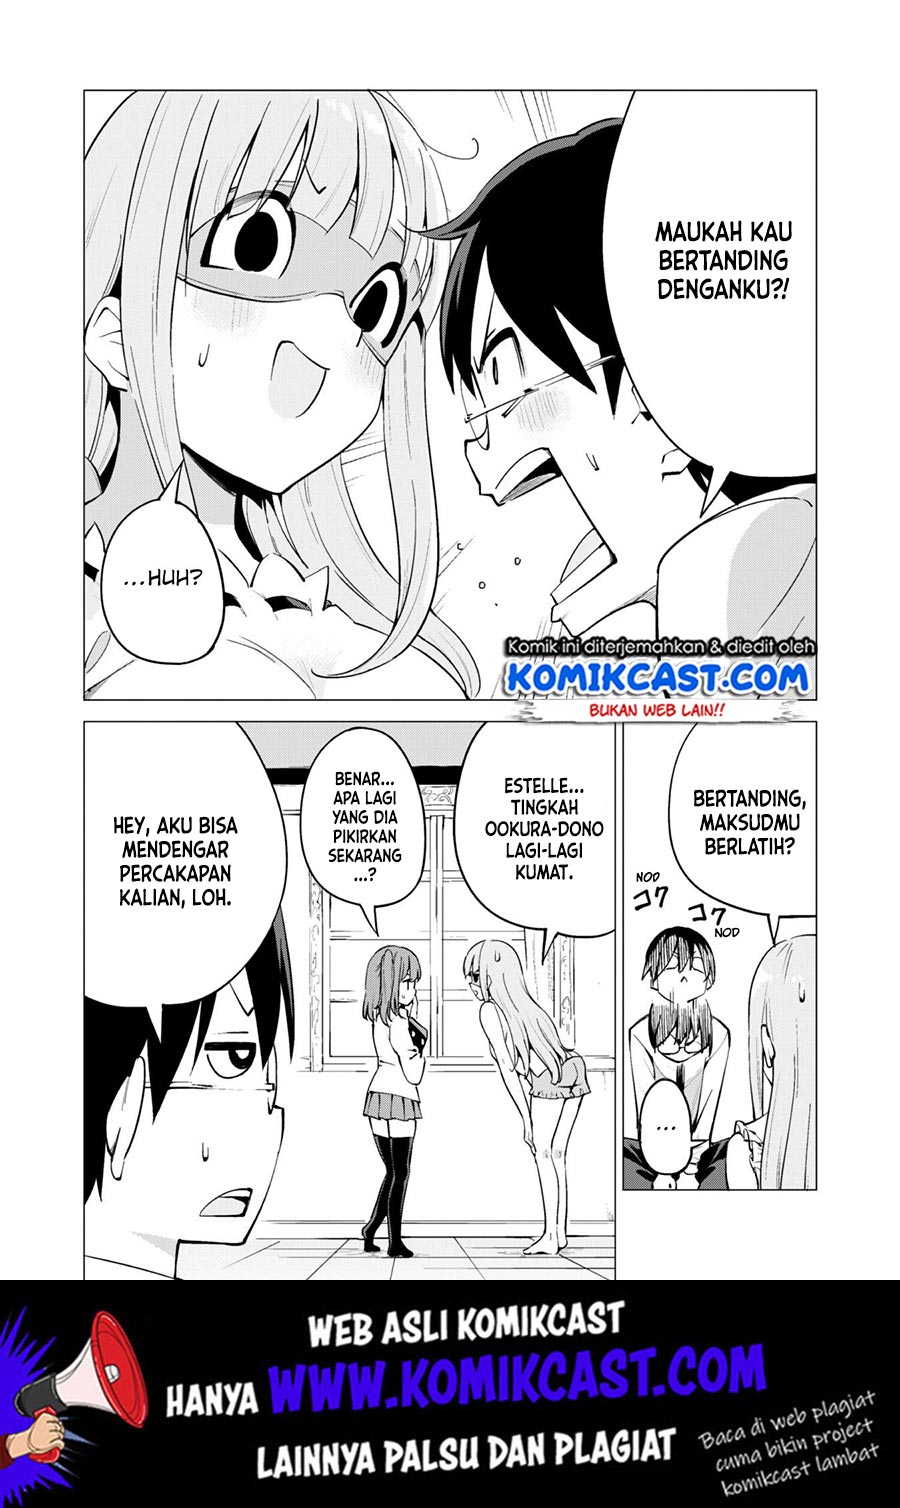 MAUKAH KAU
BERTANDING
DENGANKU?!
...HUH?
Komik ini diterjemahkan & diedit oleh
KOMIKCAST.COM
BUKAN WEB LAIN!!
BERTANDING,
MAKSUDMU
BERLATIH?
NOD
コク
コク
NOD
...
ESTELLE...
TINGKAH
OOKURA-DONO
LAGI-LAGI
KUMAT.
BENAR...
APA LAGI
YANG DIA
PIKIRKAN
SEKARANG
...?
HEY, AKU BISA
MENDENGAR
PERCAKAPAN
KALIAN, LOH.
WEB ASLI KOMIKCAST
HANYA WWW.KOMIKCAST.COM
LAINNYA PALSU DAN PLAGIAT
Baca di web plagiat
cuma bikin project
komikcast lambat